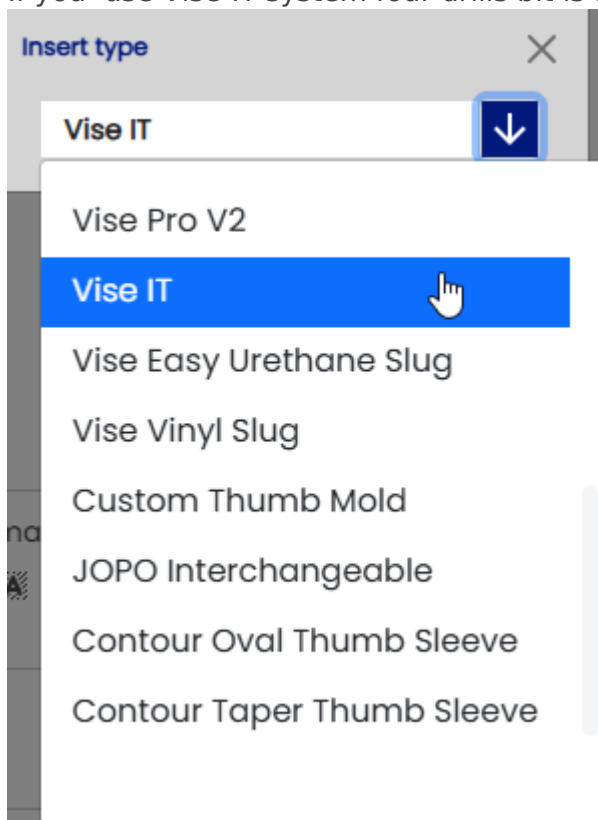 Insert type
Vise IT
Vise Pro V2
Vise IT
Vise Easy Urethane Slug
Vise Vinyl Slug
Custom Thumb Mold
JOPO Interchangeable
Contour Oval Thumb Sleeve
Contour Taper Thumb Sleeve